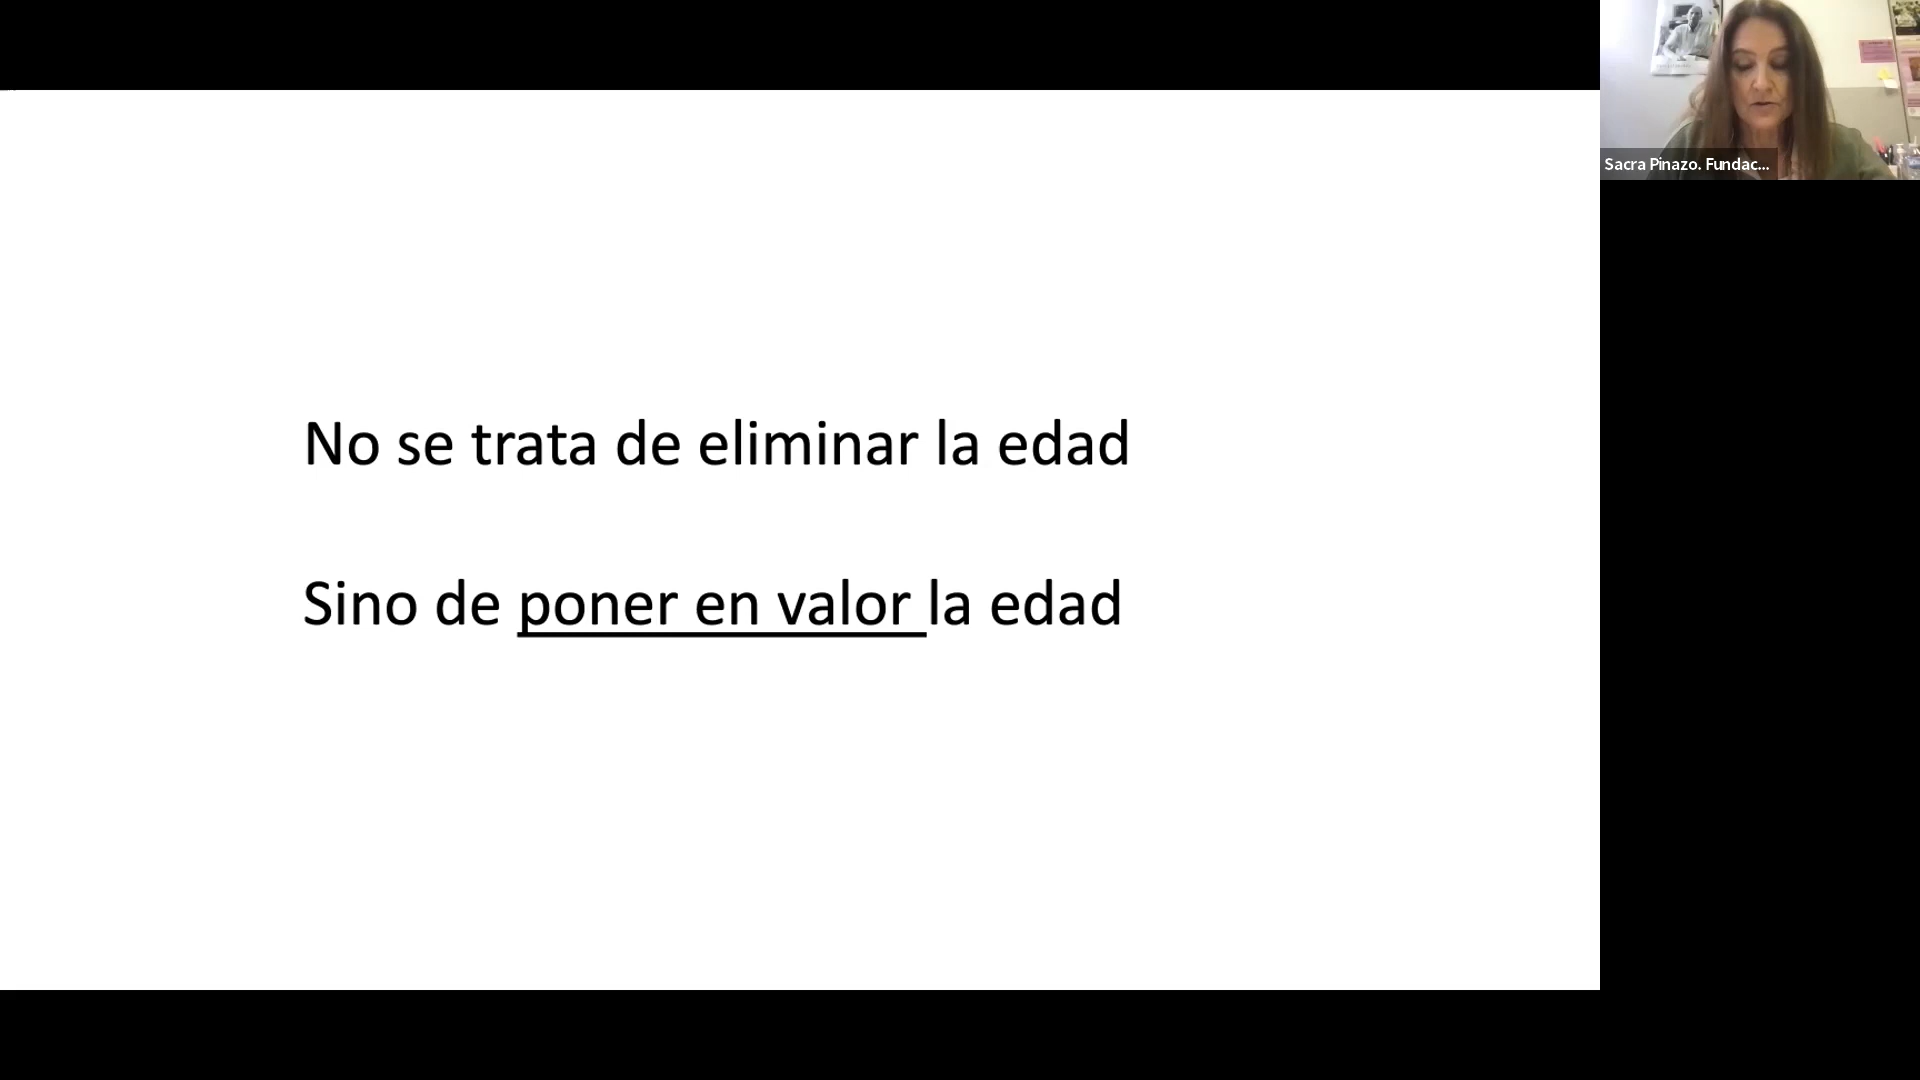 Sacra Pinazo. Fundac...
No se trata de eliminar la edad
Sino de poner en valor la edad